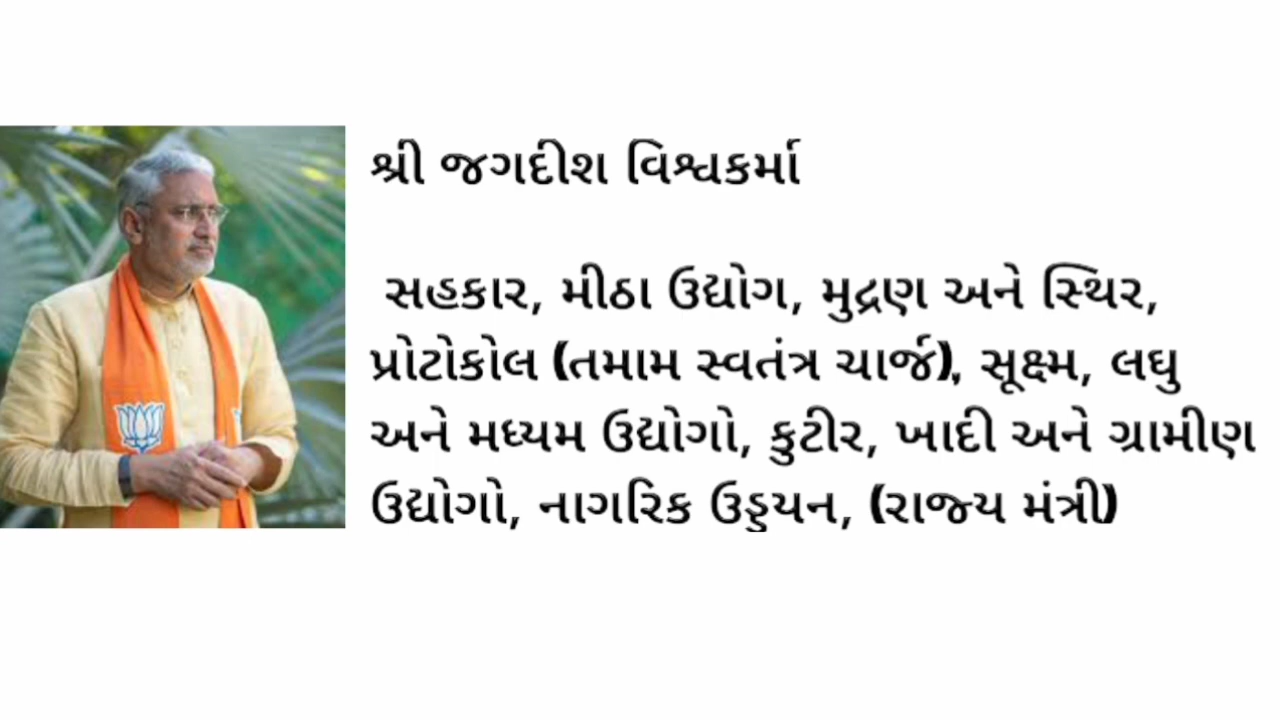 શ્રી જગદીશ વિશ્વકર્મા
સહકાર, મીઠા ઉદ્યોગ, મુદ્રણ અને સ્થિર,
પ્રોટોકોલ (તમામ સ્વતંત્ર ચાર્જ), સૂક્ષ્મ, લઘુ
અને મધ્યમ ઉદ્યોગો, કુટીર, ખાદી અને ગ્રામીણ
ઉદ્યોગો, નાગરિક ઉડ્ડયન, (રાજ્ય મંત્રી)